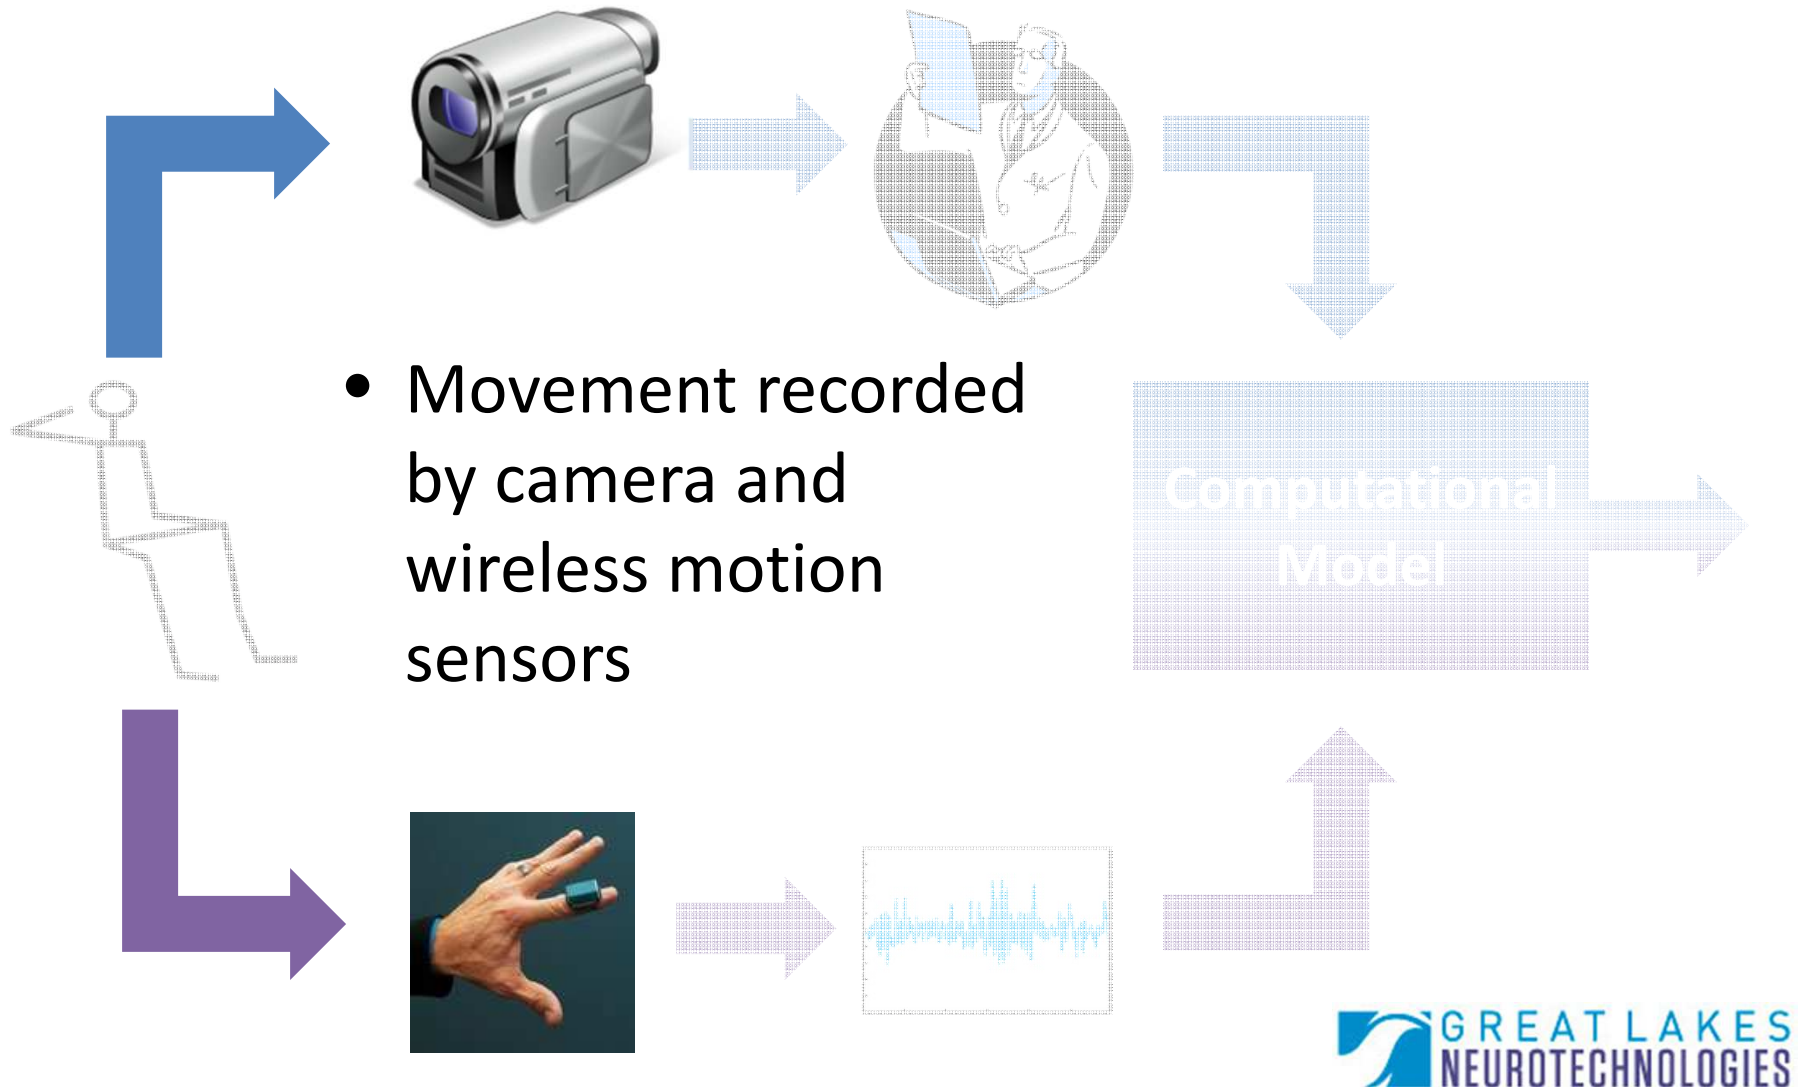 • Movement recorded
by camera and
wireless motion
sensors
Computational
Model
GREAT LAKES
NEUROTECHNOLOGIES